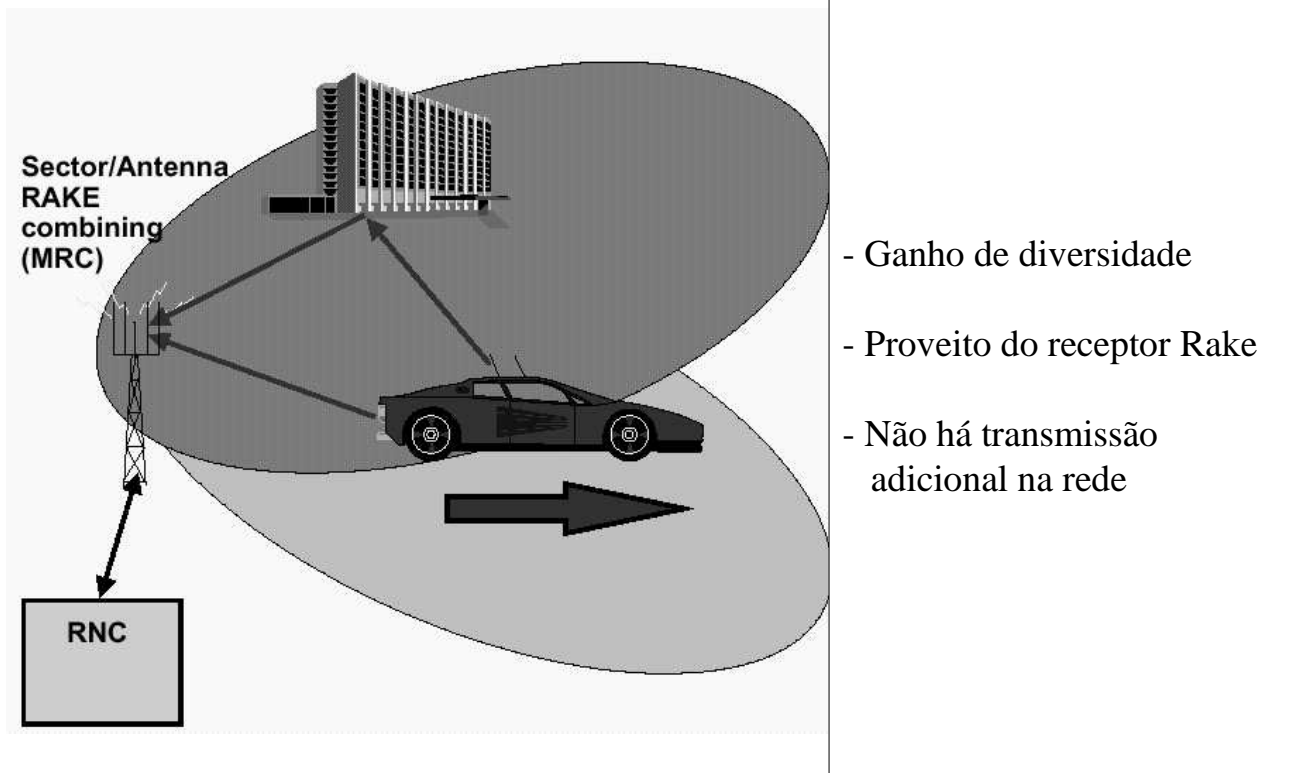 Sector/Antenna
RAKE
combining
(MRC)
RNC
- Ganho de diversidade
- Proveito do receptor Rake
- Não há transmissão
adicional na rede